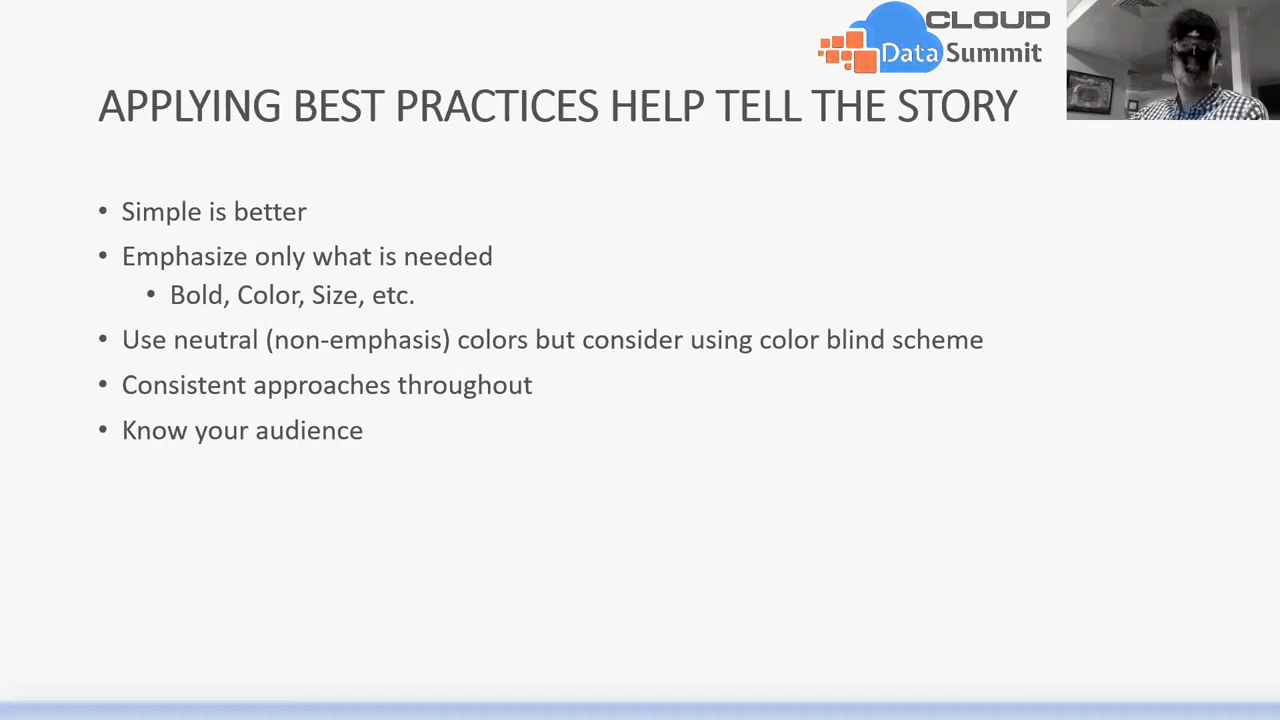 CLOUD
Data Summit
APPLYING BEST PRACTICES HELP TELL THE STORY
• Simple is better
• Emphasize only what is needed
• Bold, Color, Size, etc.
• Use neutral (non-emphasis) colors but consider using color blind scheme
• Consistent approaches throughout
• Know your audience